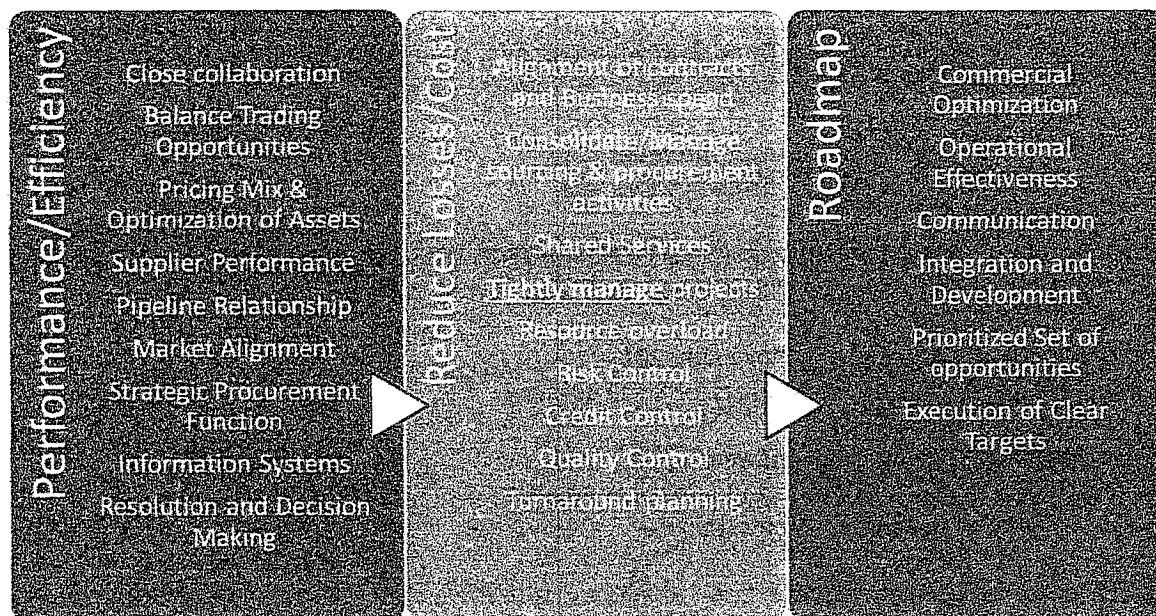 Performance/Efficiency
Close collaboration
Balance Trading
Opportunities
Pricing Mix &
Optimization of Assets
Supplier Performance
Pipeline Relationship
Market Alignment
Strategic Procurement
Function
Information Systems
Resolution and Decision
Making
Reduce Losses/Cost
Alignment of contract
and Business spend
Consolidate/Manage
sourcing & procurement
activities
Shared Services
Tightly manage projects
Resource overload
Risk Control
Credit Control
Quality Control
Turnaround planning
Roadmap
Commercial
Optimization
Operational
Effectiveness
Communication
Integration and
Development
Prioritized Set of
opportunities
Execution of Clear
Targets